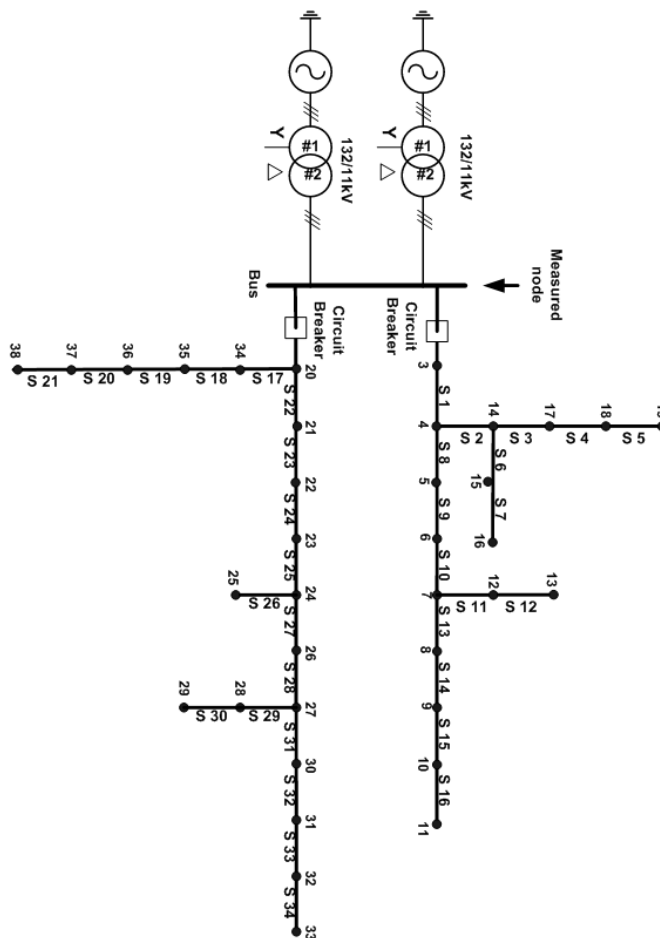 Y
#1
#2
132/11kV
Y
#1
#2
132/11kV
Bus
Measured
node
Circuit
Breaker
Circuit
Breaker
3
S 1
4
S 2
14
S 3
17
S 4
18
S 5
S 6
15
S 7
16
S 8
5
S 9
6
S 10
7
S 11
12
S 12
13
S 13
8
S 14
9
S 15
10
S 16
11
20
S 17
34
S 18
35
S 19
36
S 20
37
S 21
38
S 22
21
S 23
22
S 24
23
S 25
24
S 26
25
S 27
26
S 28
27
S 29
28
S 30
29
S 31
30
S 32
31
S 33
32
S 34
33